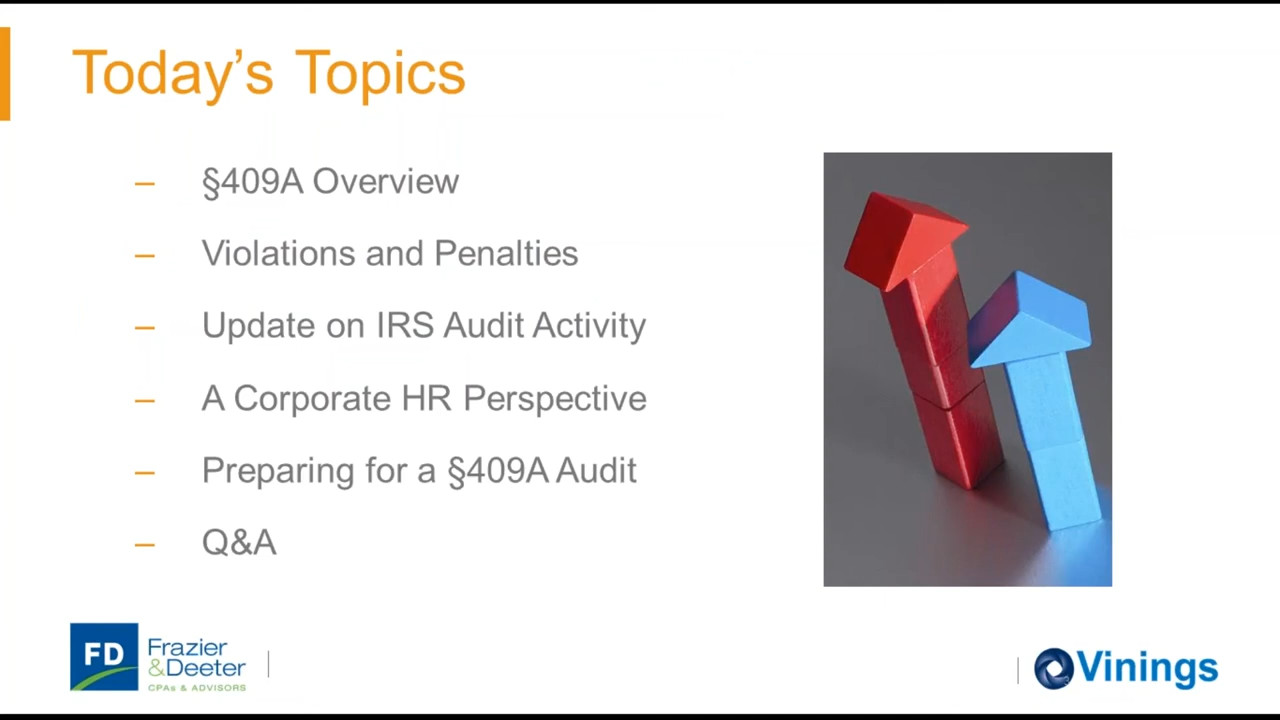 Today's Topics
– §409A Overview
– Violations and Penalties
– Update on IRS Audit Activity
– A Corporate HR Perspective
– Preparing for a §409A Audit
– Q&A
FD
Frazier
&Deeter
CPAs & ADVISORS
Vinings